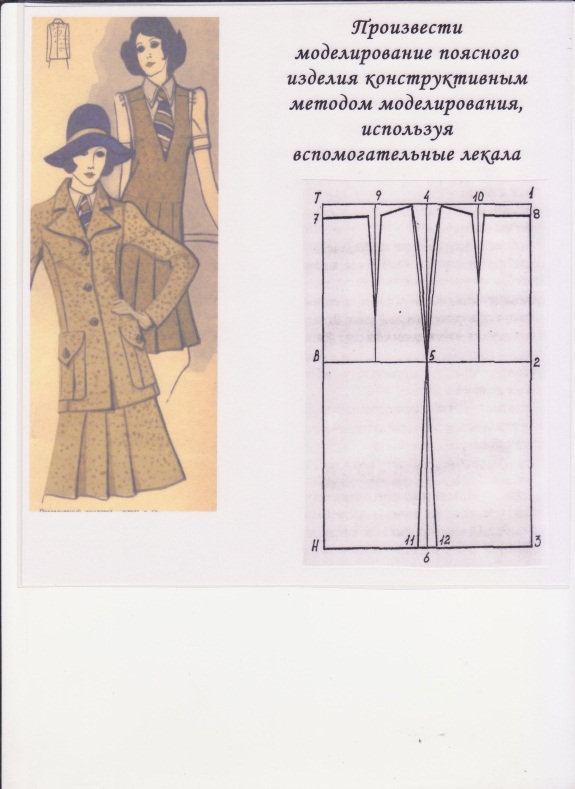 Произвести
моделирование поясного
изделия конструктивным
методом моделирования,
используя
вспомогательные лекала
Т 9 4 10 1
7 8
В 5 2
Н 11 12 3
6